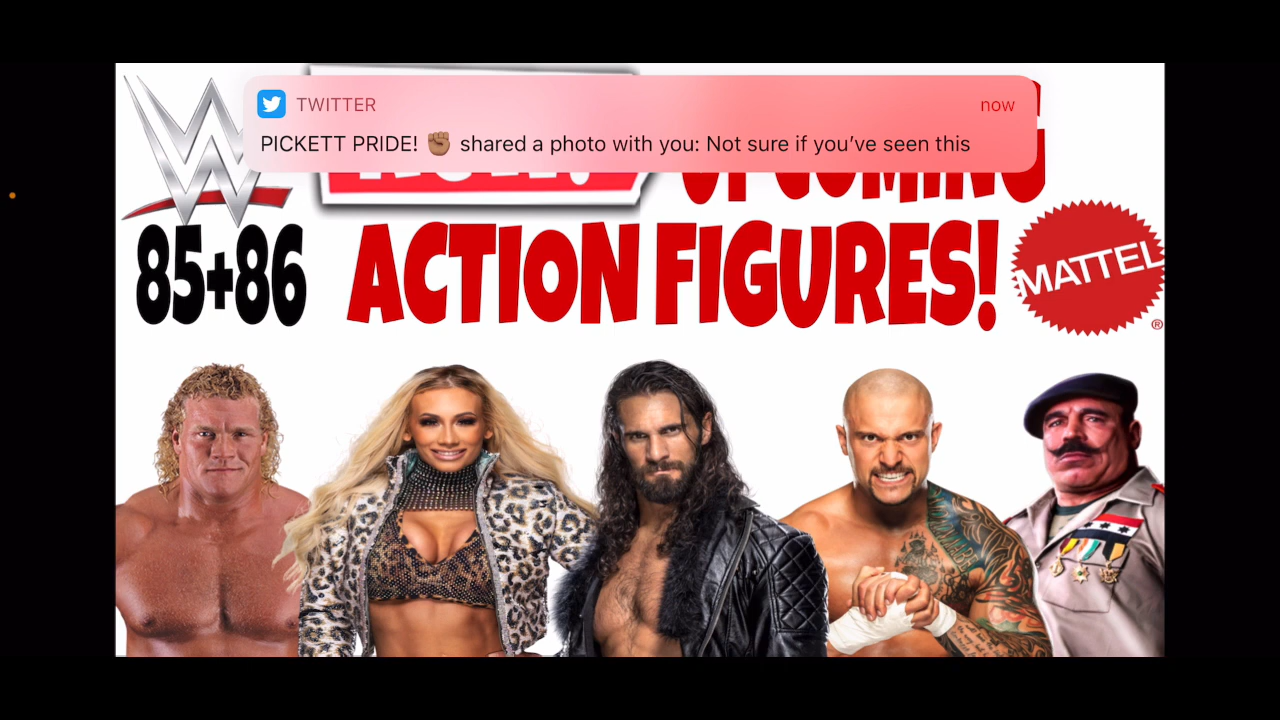 TWITTER
now
PICKETT PRIDE! ✊🏾 shared a photo with you: Not sure if you’ve seen this
UPCOMING
85+86
ACTION FIGURES!
MATTEL
®